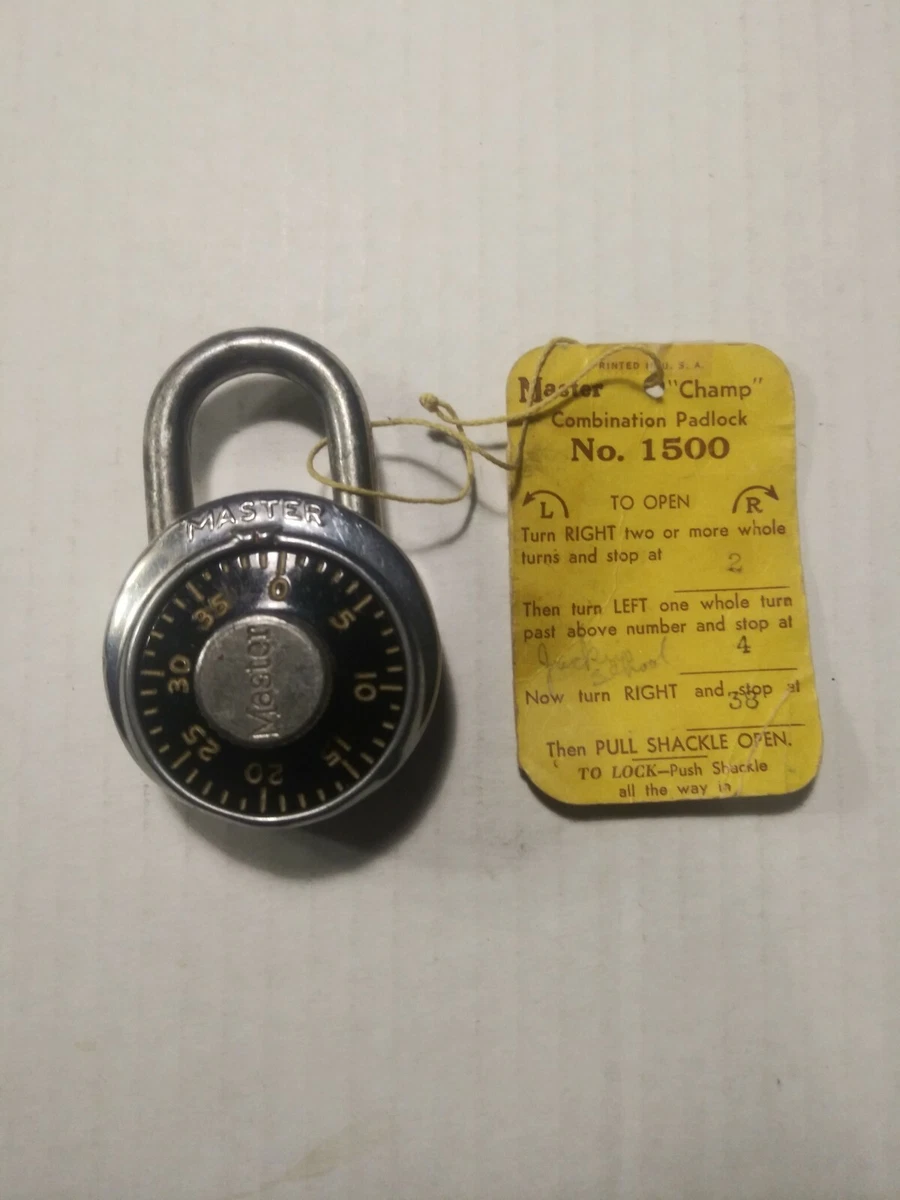 MASTER
0
5
10
15
20
25
30
35
Master
PRINTED IN U. S. A.
Master "Champ"
Combination Padlock
No. 1500
L TO OPEN R
Turn RIGHT two or more whole
turns and stop at
2
Then turn LEFT one whole turn
past above number and stop at
4
School
Now turn RIGHT and stop at
38
Then PULL SHACKLE OPEN.
TO LOCK—Push Shackle
all the way in